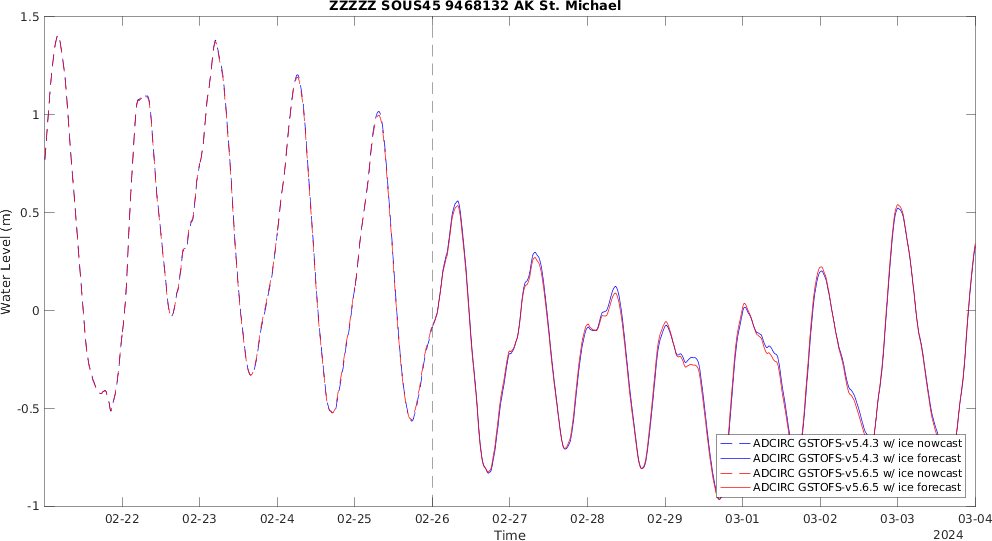 ZZZZZ SOUS45 9468132 AK St. Michael
Water Level (m)
1.5
1
0.5
0
-0.5
-1
ADCIRC GSTOFS-v5.4.3 w/ ice nowcast
ADCIRC GSTOFS-v5.4.3 w/ ice forecast
ADCIRC GSTOFS-v5.6.5 w/ ice nowcast
ADCIRC GSTOFS-v5.6.5 w/ ice forecast
02-22 02-23 02-24 02-25 02-26 02-27 02-28 02-29 03-01 03-02 03-03 03-04
Time
2024